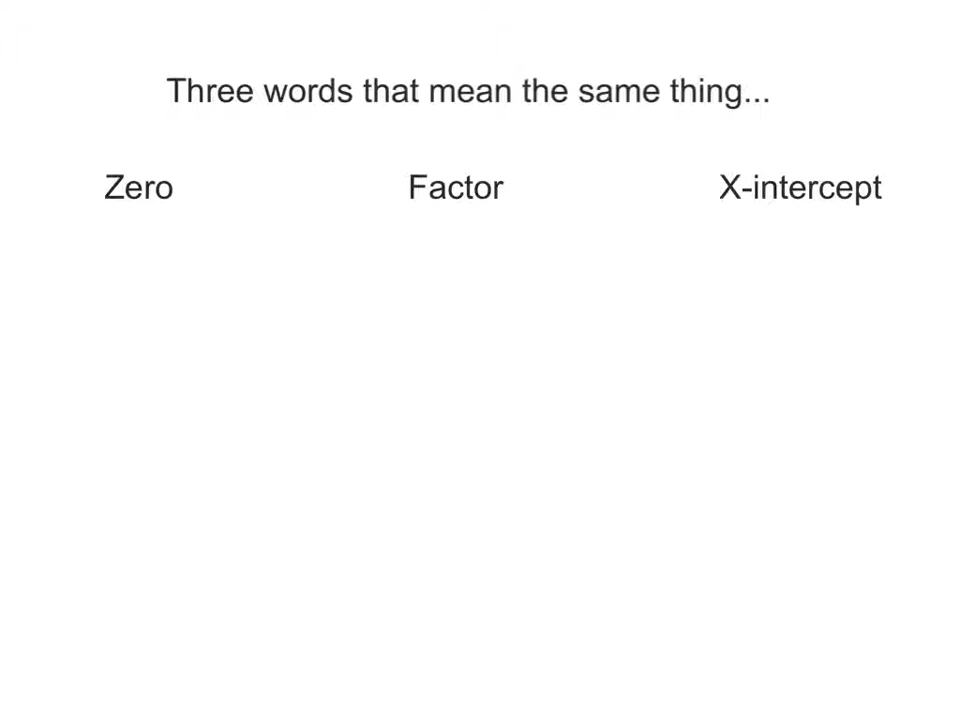 Three words that mean the same thing...
Zero Factor X-intercept